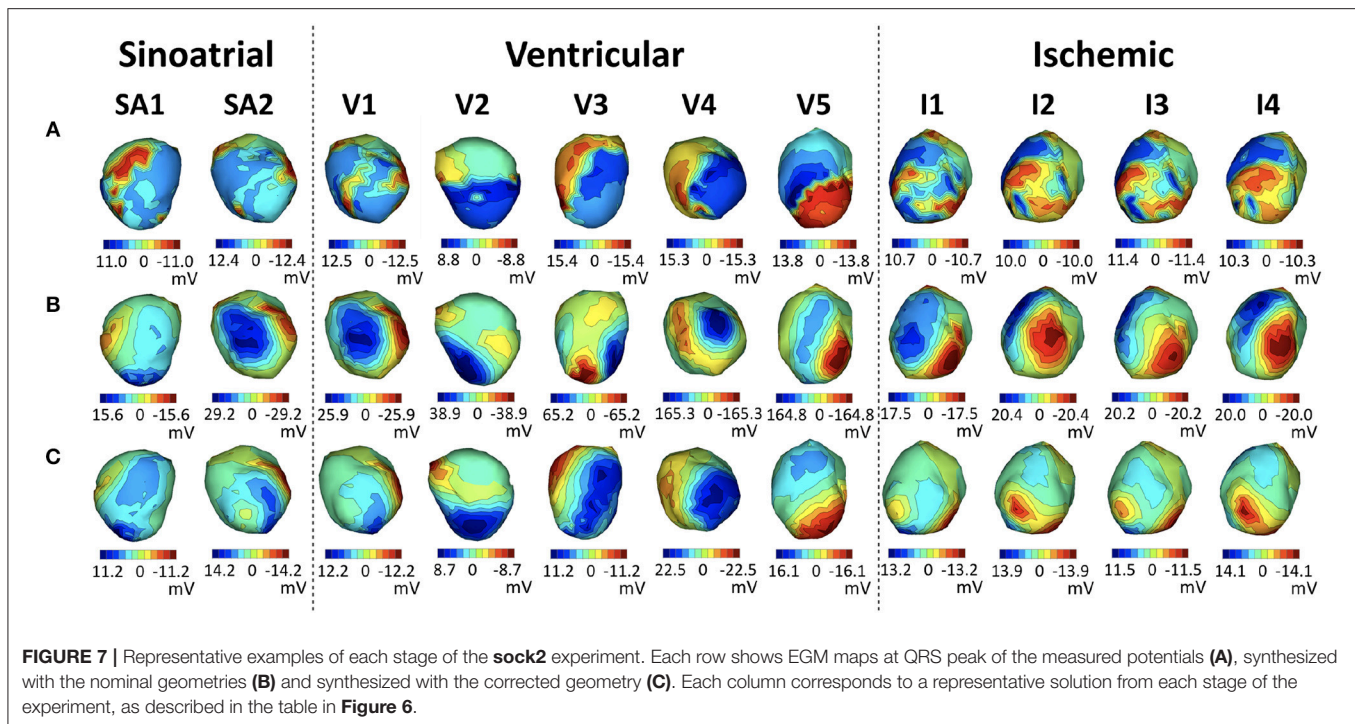 Sinoatrial Ventricular Ischemic
SA1 SA2 V1 V2 V3 V4 V5 I1 I2 I3 I4
A
11.0 0 -11.0 12.4 0 -12.4 12.5 0 -12.5 8.8 0 -8.8 15.4 0 -15.4 15.3 0 -15.3 13.8 0 -13.8 10.7 0 -10.7 10.0 0 -10.0 11.4 0 -11.4 10.3 0 -10.3
mV mV mV mV mV mV mV mV mV mV mV
B
15.6 0 -15.6 29.2 0 -29.2 25.9 0 -25.9 38.9 0 -38.9 65.2 0 -65.2 165.3 0 -165.3 164.8 0 -164.8 17.5 0 -17.5 20.4 0 -20.4 20.2 0 -20.2 20.0 0 -20.0
mV mV mV mV mV mV mV mV mV mV mV
C
11.2 0 -11.2 14.2 0 -14.2 12.2 0 -12.2 8.7 0 -8.7 11.2 0 -11.2 22.5 0 -22.5 16.1 0 -16.1 13.2 0 -13.2 13.9 0 -13.9 11.5 0 -11.5 14.1 0 -14.1
mV mV mV mV mV mV mV mV mV mV mV
FIGURE 7 | Representative examples of each stage of the sock2 experiment. Each row shows EGM maps at QRS peak of the measured potentials (A), synthesized
with the nominal geometries (B) and synthesized with the corrected geometry (C). Each column corresponds to a representative solution from each stage of the
experiment, as described in the table in Figure 6.